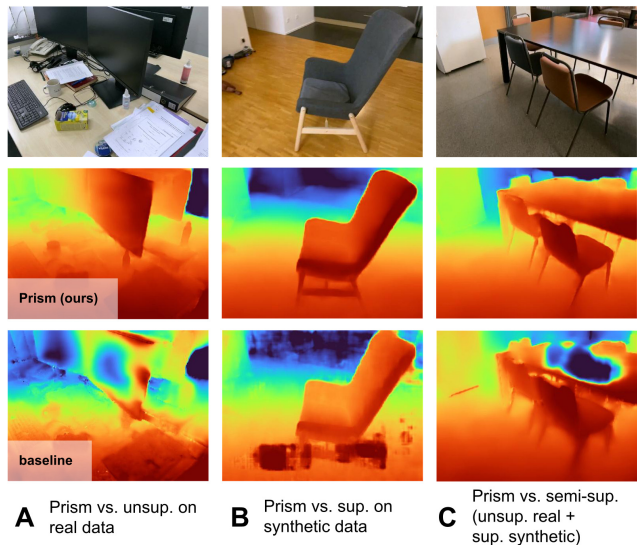 Prism (ours)
baseline
A Prism vs. unsup. on
real data
B Prism vs. sup. on
synthetic data
C Prism vs. semi-sup.
(unsup. real +
sup. synthetic)